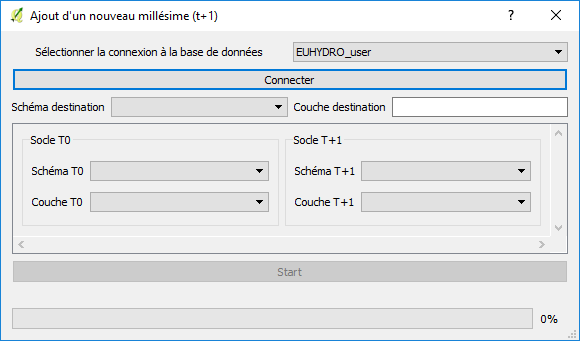 Ajout d'un nouveau millésime (t+1)
?
Sélectionner la connexion à la base de données EUHYDRO_user
Connecter
Schéma destination Couche destination
Socle T0 Socle T+1
Schéma T0 Schéma T+1
Couche T0 Couche T+1
Start
0%